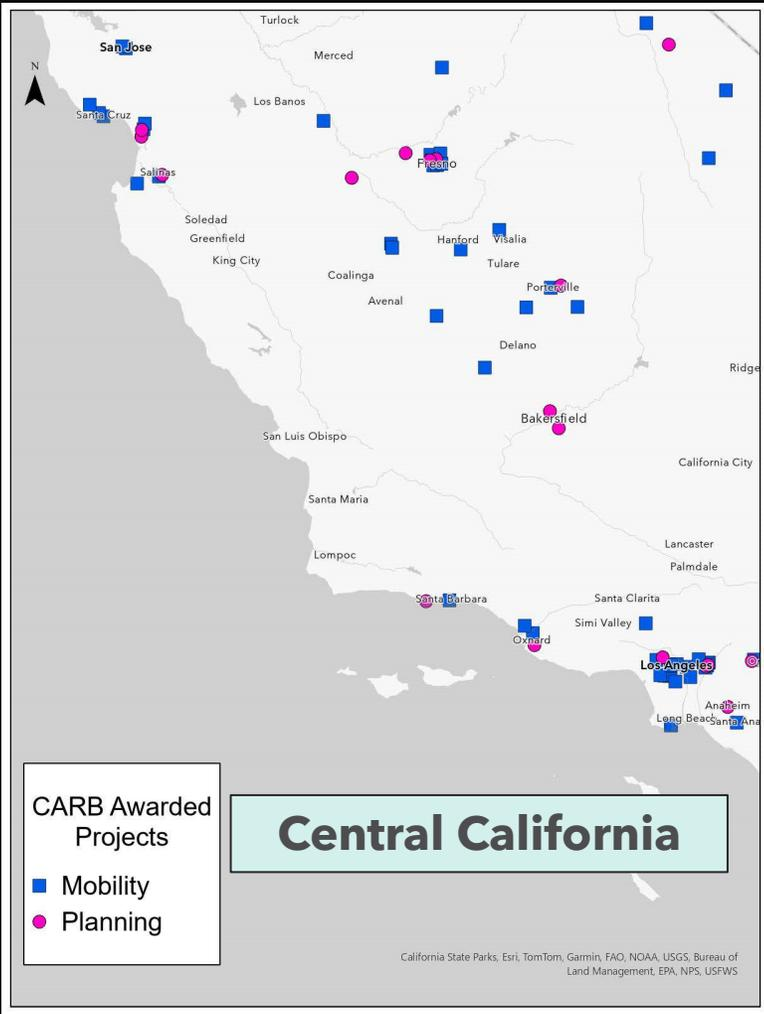 Turlock
San Jose
Merced
N
Los Banos
Santa Cruz
Fresno
Salinas
Soledad
Greenfield
King City
Hanford
Visalia
Tulare
Coalinga
Porterville
Avenal
Delano
Ridge
Bakersfield
San Luis Obispo
California City
Santa Maria
Lancaster
Lompoc
Palmdale
Santa Barbara
Santa Clarita
Simi Valley
Oxnard
Los Angeles
Anaheim
Long Beach
Santa Ana
CARB Awarded
Projects
Mobility
Planning
Central California
California State Parks, Esri, TomTom, Garmin, FAO, NOAA, USGS, Bureau of
Land Management, EPA, NPS, USFWS